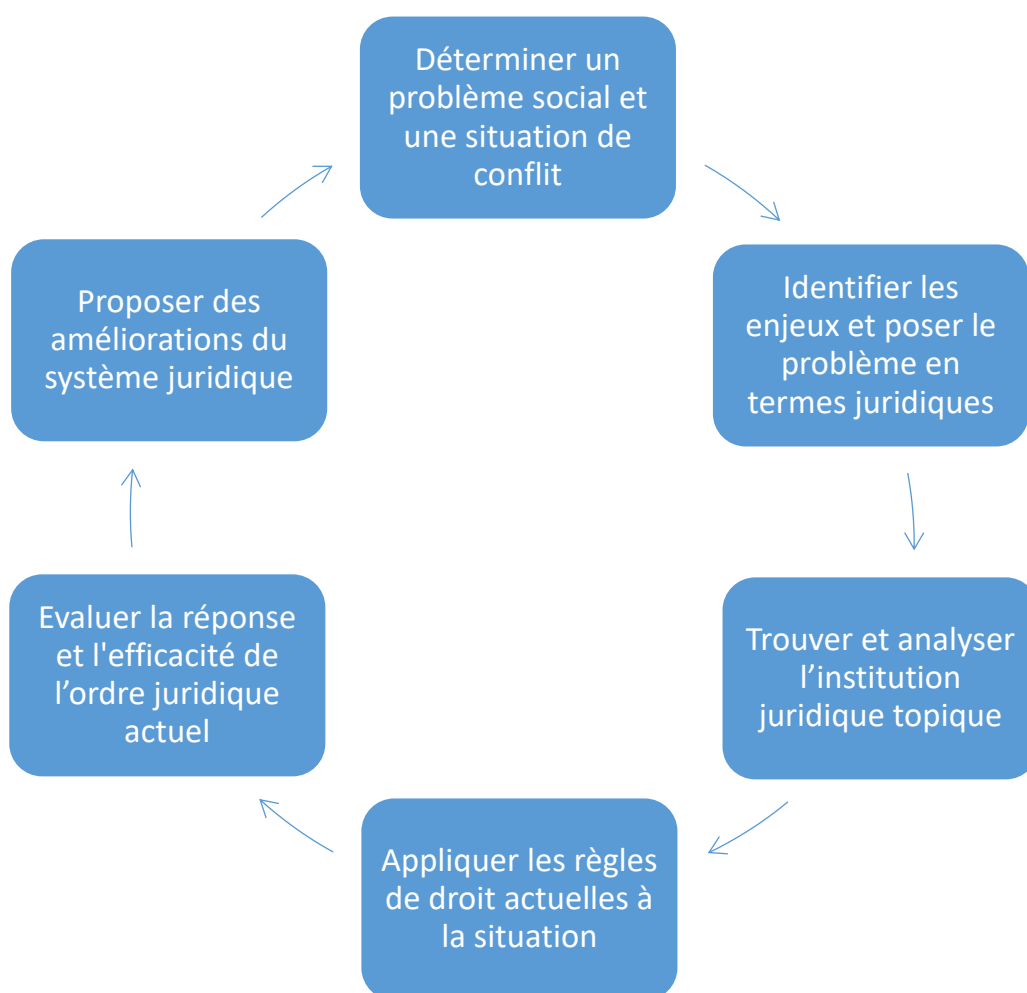 Déterminer un
problème social et
une situation de
conflit
Identifier les
enjeux et poser le
problème en
termes juridiques
Trouver et analyser
l’institution
juridique topique
Appliquer les règles
de droit actuelles à
la situation
Evaluer la réponse
et l'efficacité de
l’ordre juridique
actuel
Proposer des
améliorations du
système juridique